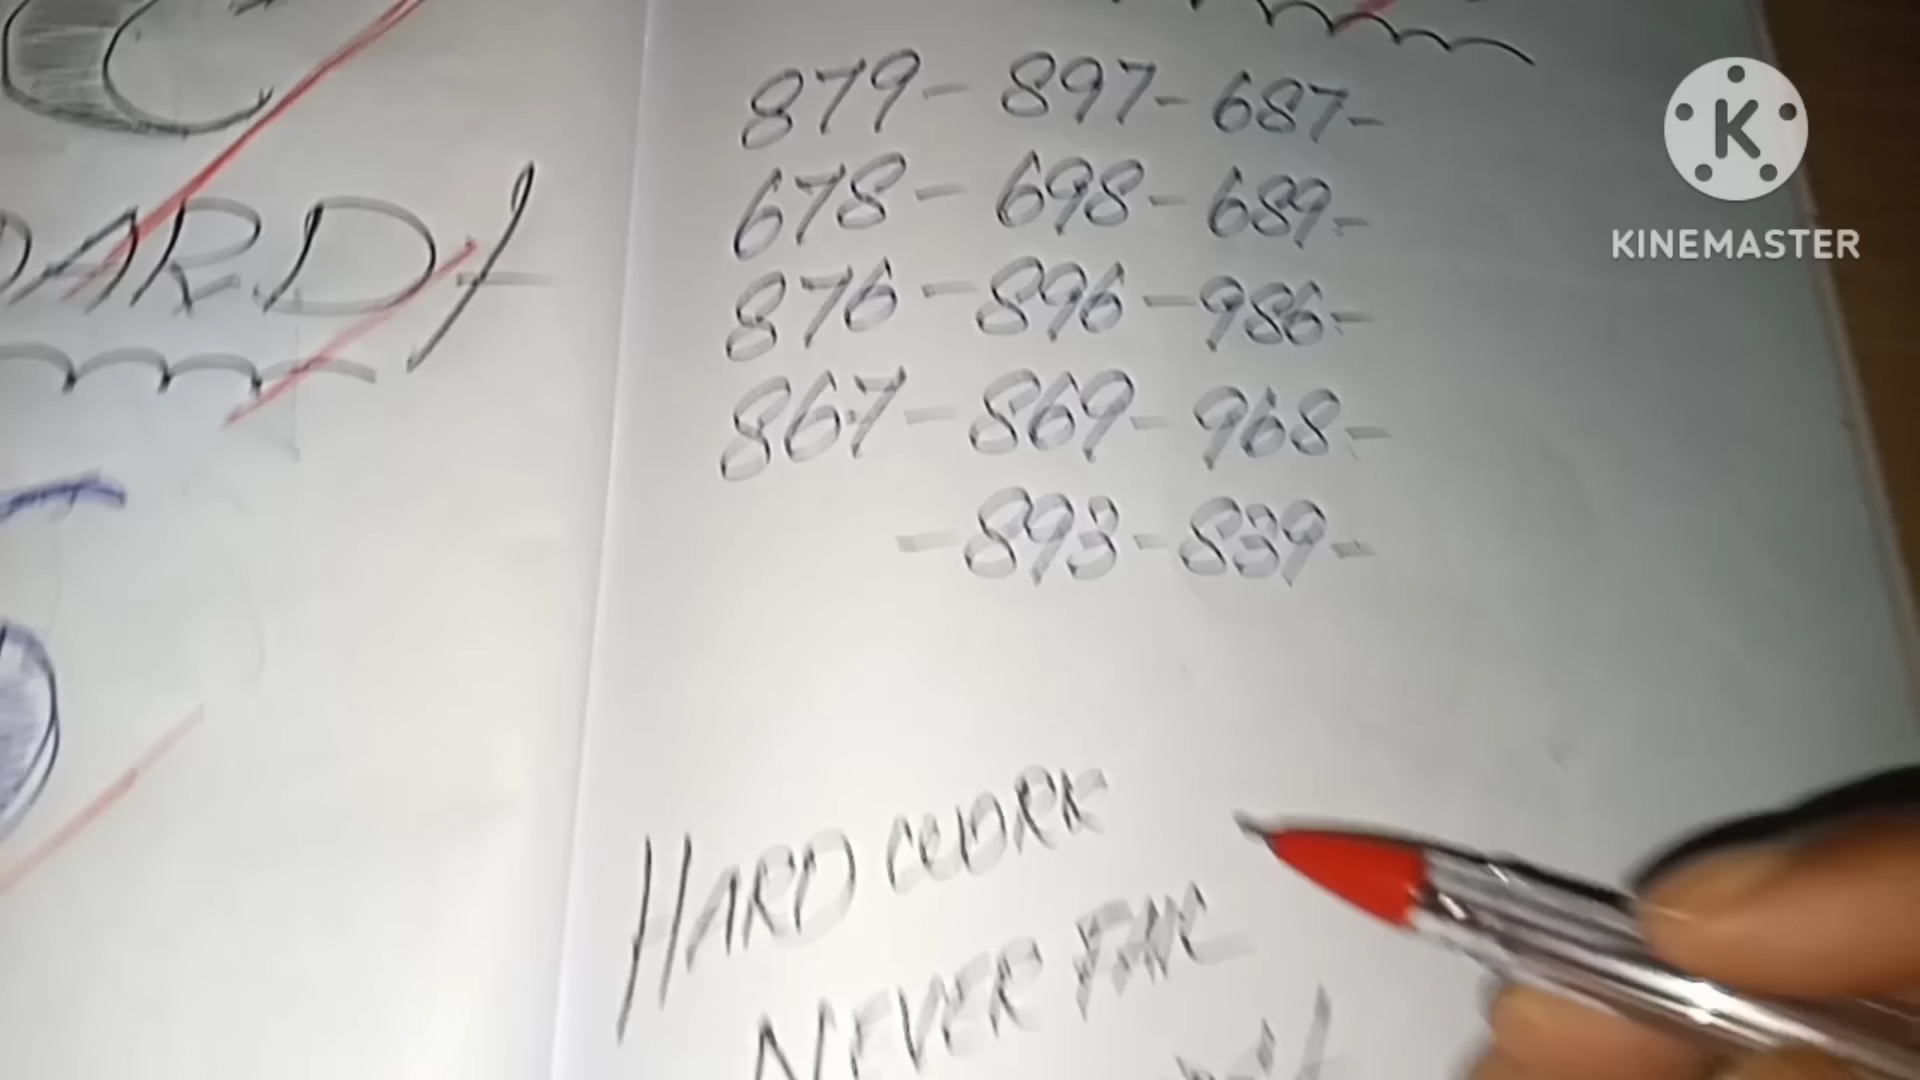 879- 897- 687-
678- 698- 689-
876- 896- 986-
867- 869- 968-
-893- 839-
HARD WORK
NEVER FAIL
DARD
KINEMASTER